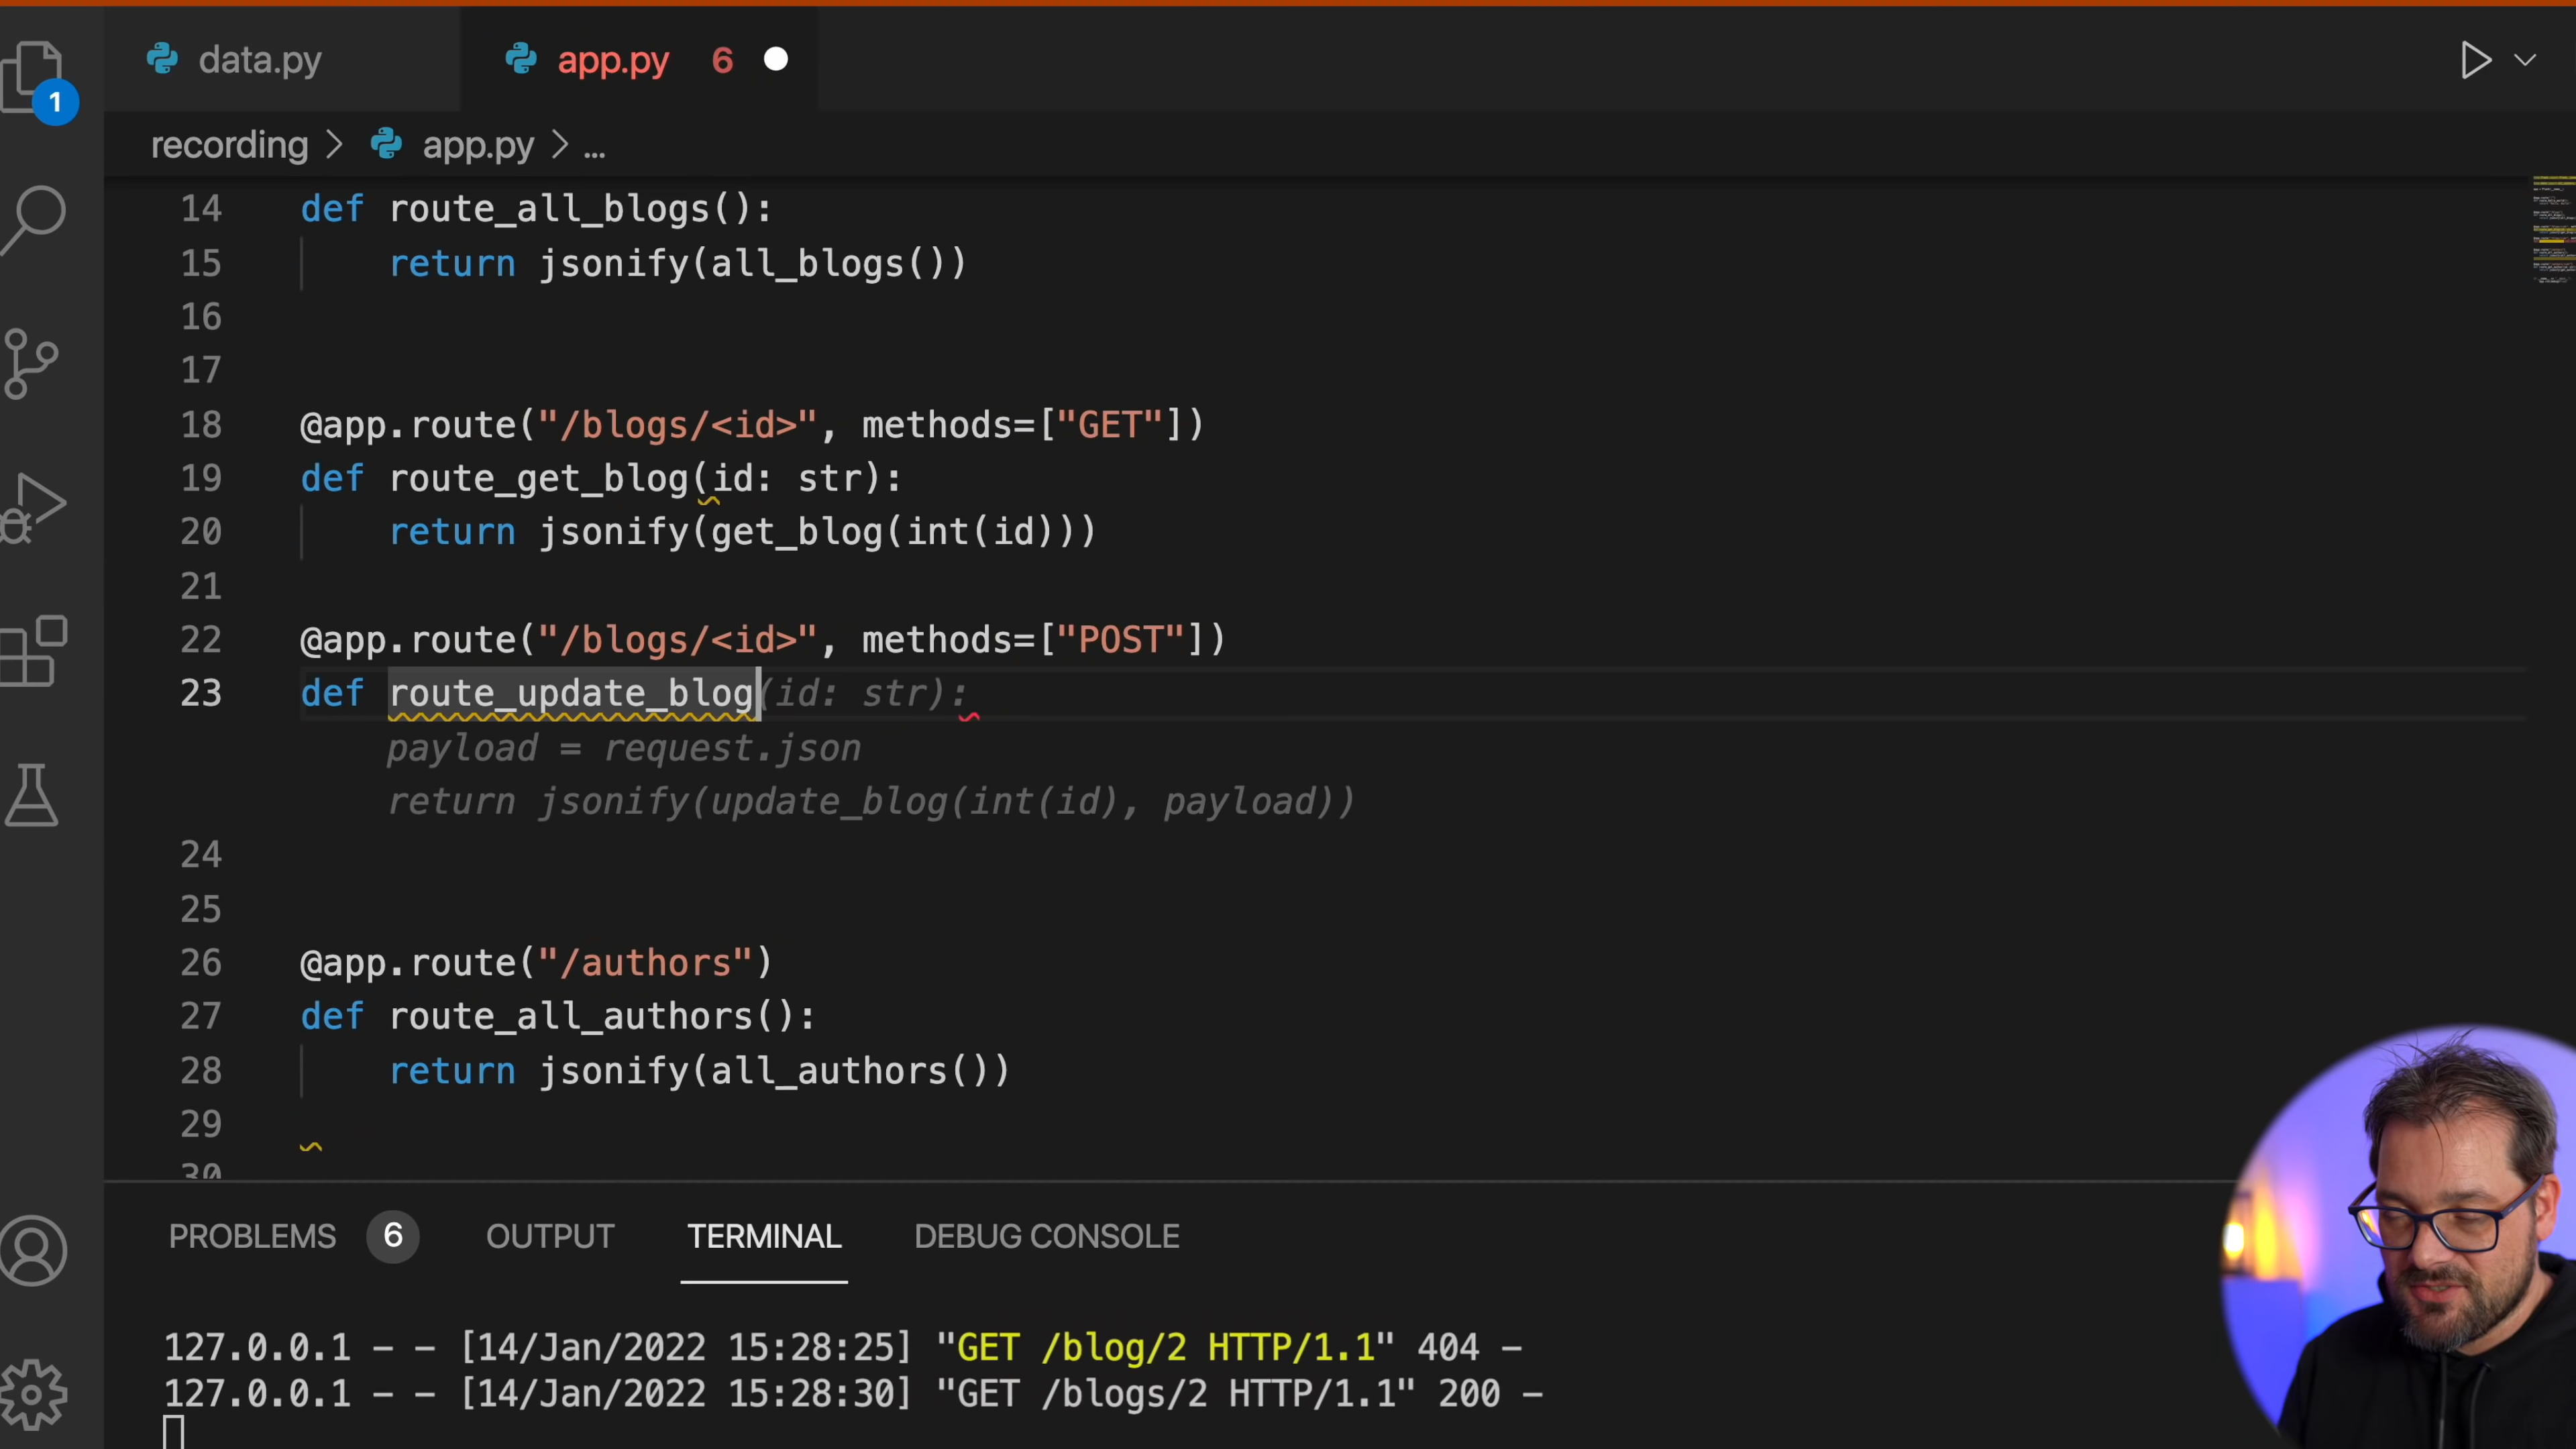 data.py
app.py 6
1
recording > app.py > ...
14 def route_all_blogs():
15 return jsonify(all_blogs())
16
17
18 @app.route("/blogs/<id>", methods=["GET"])
19 def route_get_blog(id: str):
20 return jsonify(get_blog(int(id)))
21
22 @app.route("/blogs/<id>", methods=["POST"])
23 def route_update_blog(id: str):
payload = request.json
return jsonify(update_blog(int(id), payload))
24
25
26 @app.route("/authors")
27 def route_all_authors():
28 return jsonify(all_authors())
29
30
PROBLEMS 6 OUTPUT TERMINAL DEBUG CONSOLE
127.0.0.1 - - [14/Jan/2022 15:28:25] "GET /blog/2 HTTP/1.1" 404 -
127.0.0.1 - - [14/Jan/2022 15:28:30] "GET /blogs/2 HTTP/1.1" 200 -